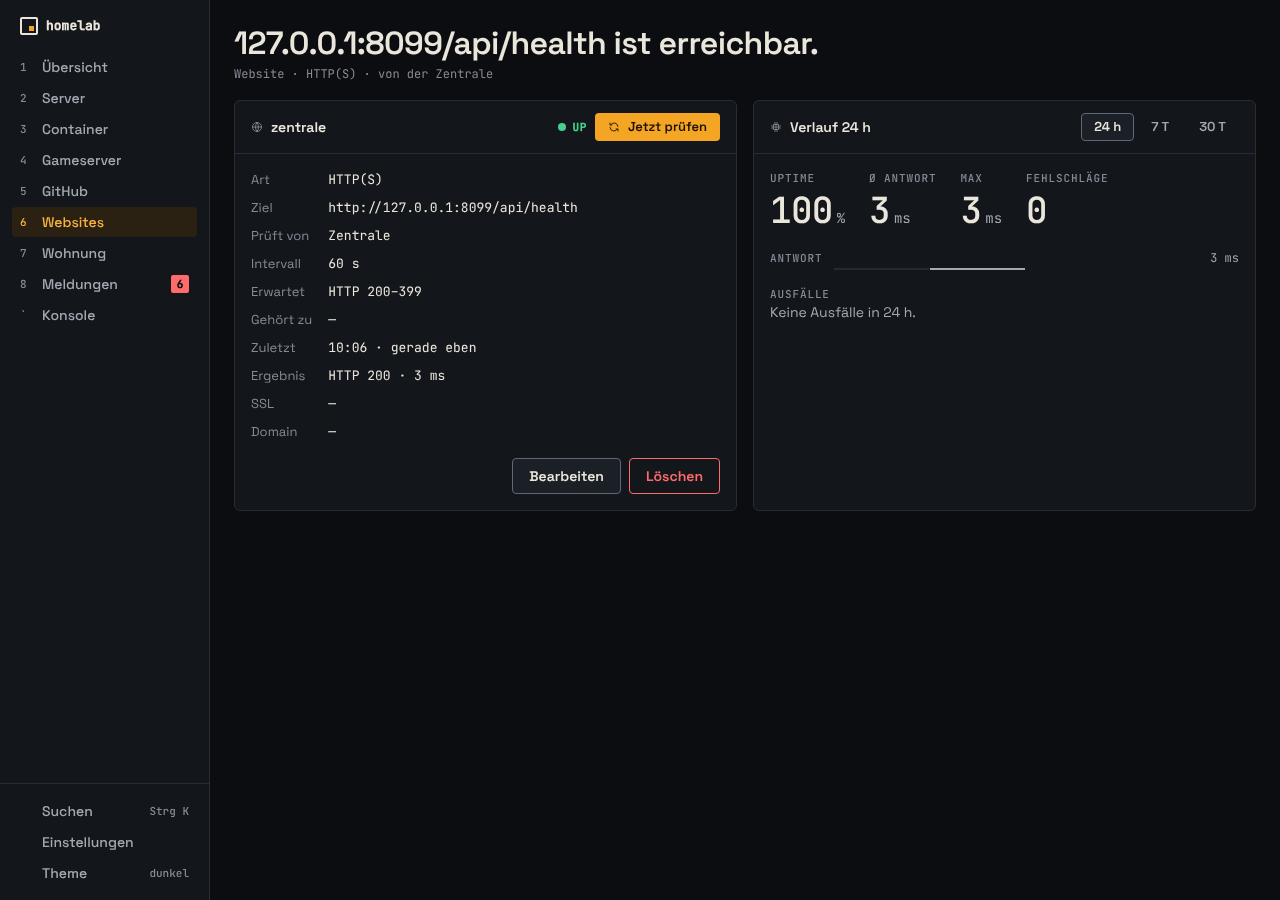 homelab
1 Übersicht
2 Server
3 Container
4 Gameserver
5 GitHub
6 Websites
7 Wohnung
8 Meldungen 6
` Konsole
Suchen Strg K
Einstellungen
Theme dunkel
127.0.0.1:8099/api/health ist erreichbar.
Website · HTTP(S) · von der Zentrale
zentrale UP Jetzt prüfen
Art HTTP(S)
Ziel http://127.0.0.1:8099/api/health
Prüft von Zentrale
Intervall 60 s
Erwartet HTTP 200–399
Gehört zu —
Zuletzt 10:06 · gerade eben
Ergebnis HTTP 200 · 3 ms
SSL —
Domain —
Bearbeiten Löschen
Verlauf 24 h 24 h 7 T 30 T
UPTIME Ø ANTWORT MAX FEHLSCHLÄGE
100 % 3 ms 3 ms 0
ANTWORT 3 ms
AUSFÄLLE
Keine Ausfälle in 24 h.